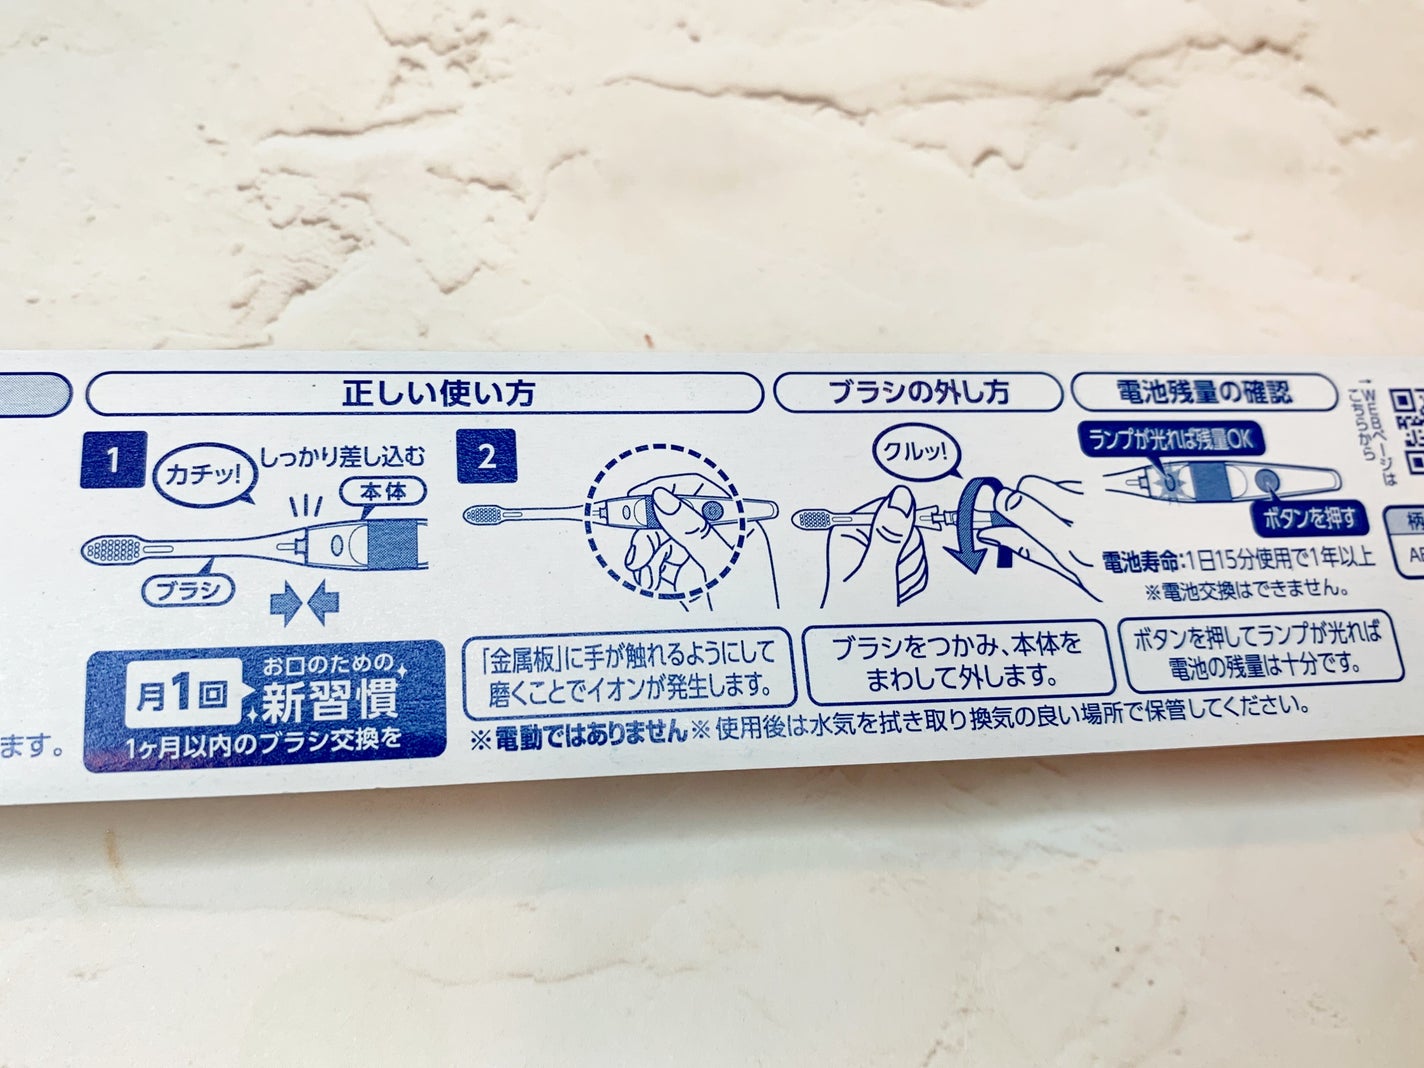 正しい使い方
1
カチッ!
しっかり差し込む
本体
ブラシ
月1回
お口のための
新習慣
1ヶ月以内のブラシ交換を
2
「金属板」に手が触れるようにして
磨くことでイオンが発生します。
※電動ではありません※使用後は水気を拭き取り換気の良い場所で保管してください。
ブラシの外し方
クルッ!
ブラシをつかみ、本体を
まわして外します。
電池残量の確認
ランプが光れば残量OK
ボタンを押す
電池寿命:1日15分使用で1年以上
※電池交換はできません。
ボタンを押してランプが光れば
電池の残量は十分です。
WEBページは
こちらから
柄
ます。